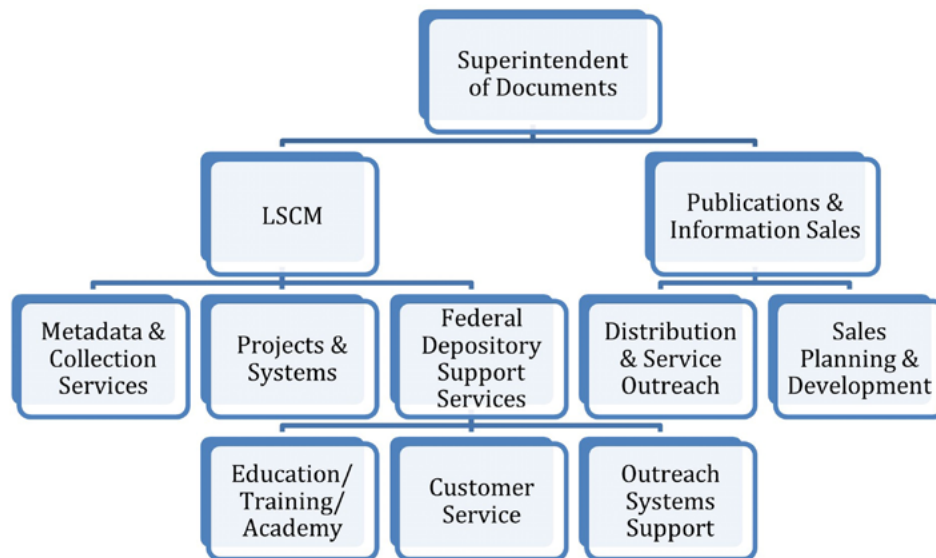 Superintendent
of Documents
LSCM
Publications &
Information Sales
Metadata &
Collection
Services
Projects &
Systems
Federal
Depository
Support
Services
Distribution
& Service
Outreach
Sales
Planning &
Development
Education/
Training/
Academy
Customer
Service
Outreach
Systems
Support